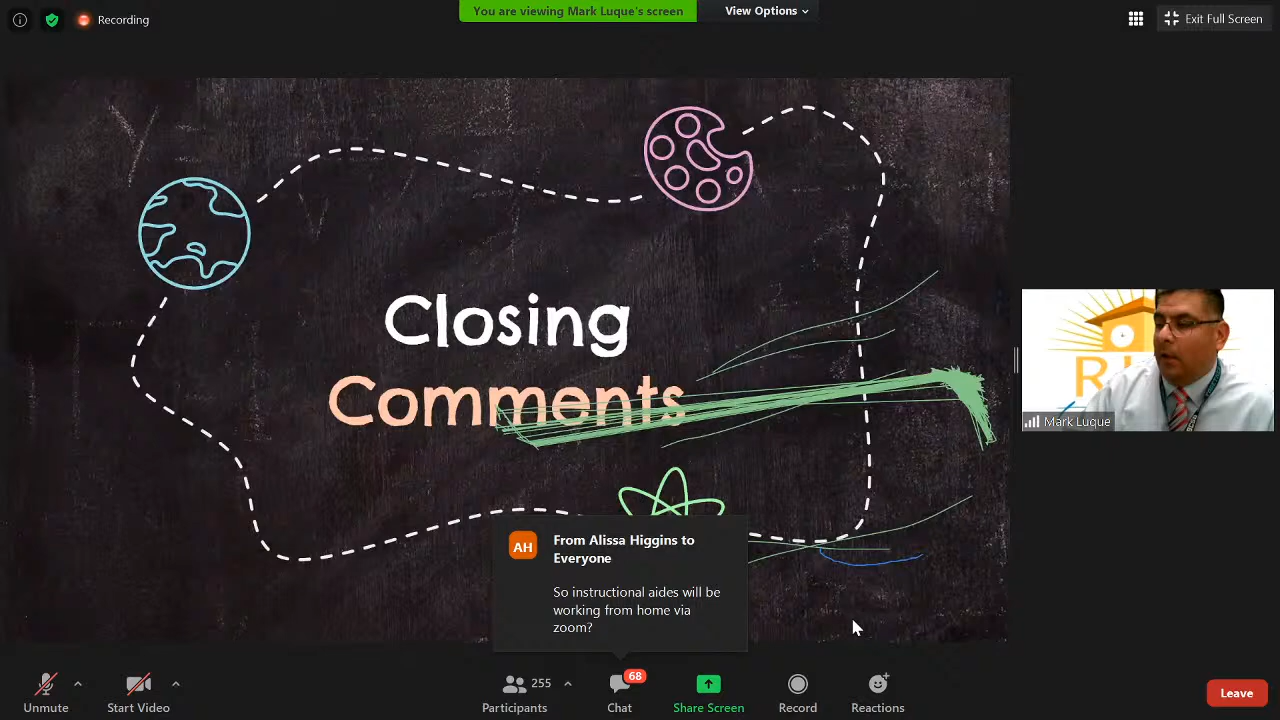 Recording
You are viewing Mark Luque's screen
View Options
Exit Full Screen
Closing
Comments
Mark Luque
AH
From Alissa Higgins to
Everyone
So instructional aides will be
working from home via
zoom?
Unmute
Start Video
255
Participants
68
Chat
Share Screen
Record
Reactions
Leave